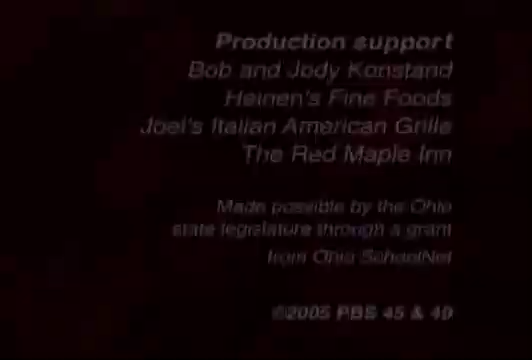 Production support
Bob and Jody Konstand
Heinen's Fine Foods
Joel's Italian American Grille
The Red Maple Inn
Made possible by the Ohio
state legislature through a grant
from Ohio SchoolNet
©2005 PBS 45 & 49